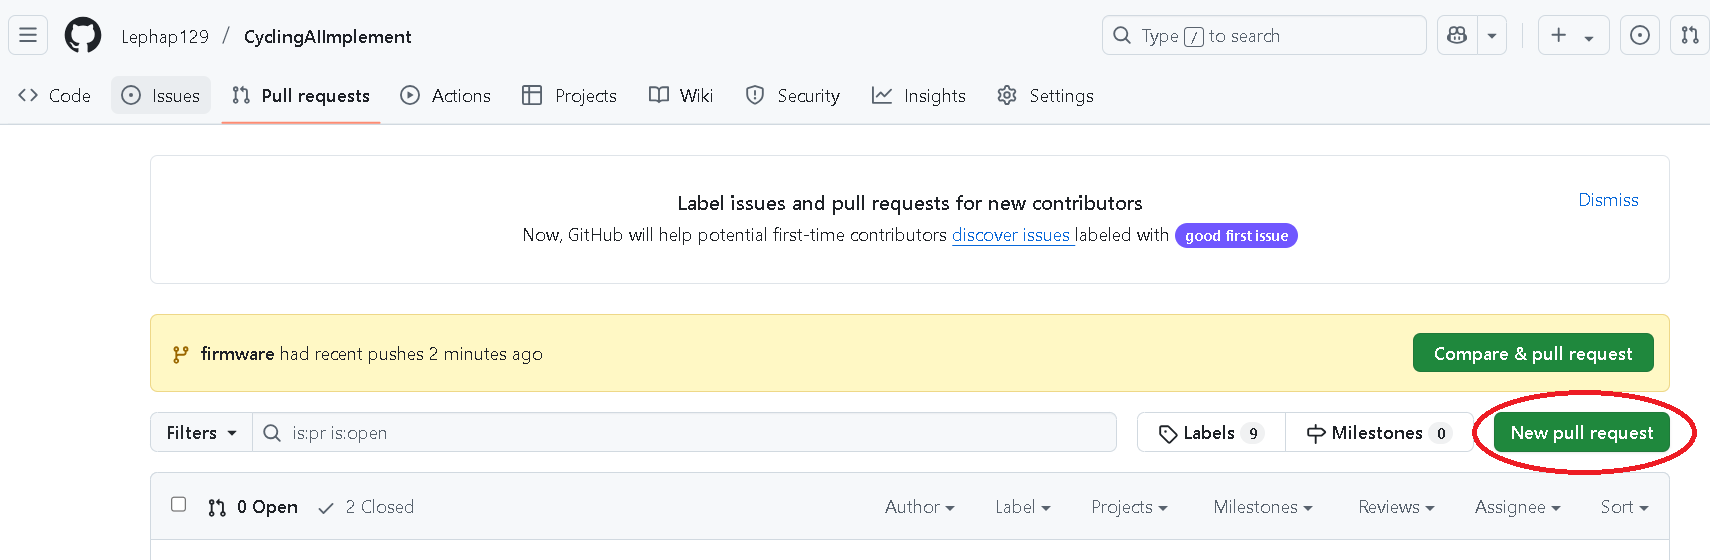 Lephap129 / CyclingAIImplement
Type / to search
Code Issues Pull requests Actions Projects Wiki Security Insights Settings
Label issues and pull requests for new contributors
Dismiss
Now, GitHub will help potential first-time contributors discover issues labeled with good first issue
firmware had recent pushes 2 minutes ago
Compare & pull request
Filters is:pr is:open Labels 9 Milestones 0 New pull request
0 Open 2 Closed Author Label Projects Milestones Reviews Assignee Sort